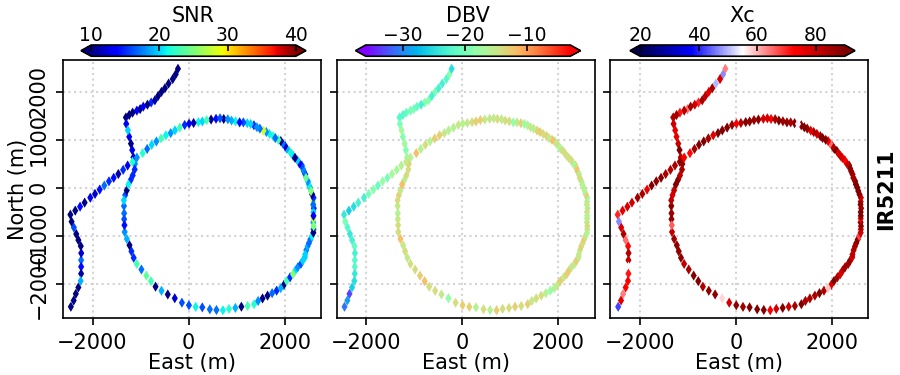 SNR
DBV
Xc
10 20 30 40
−30 −20 −10
20 40 60 80
2000
1000
0
−1000
−2000
North (m)
IR5211
−2000 0 2000
−2000 0 2000
−2000 0 2000
East (m)
East (m)
East (m)